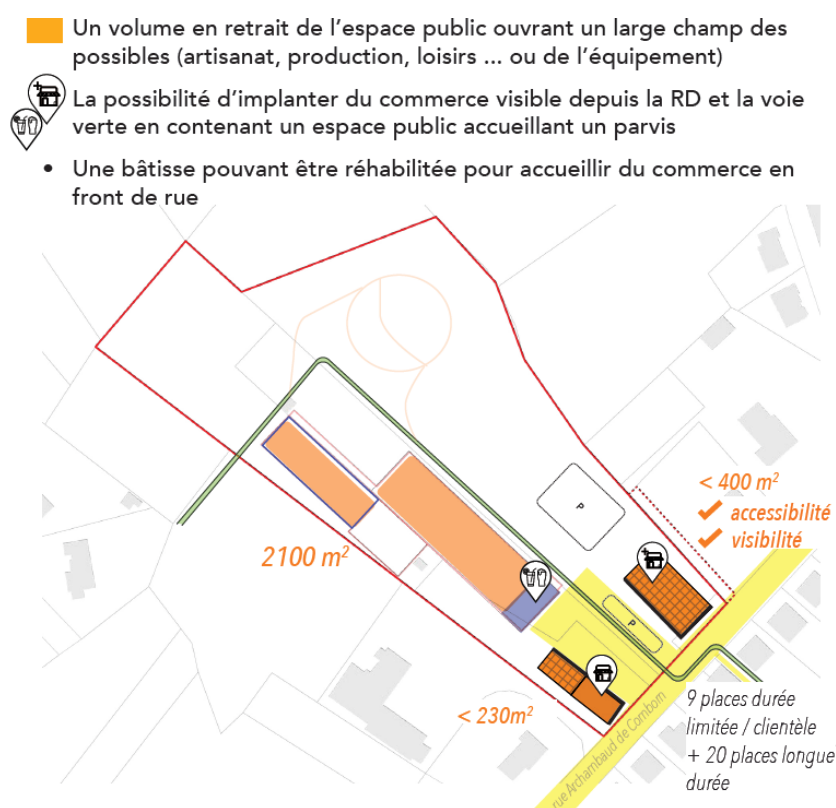 Un volume en retrait de l’espace public ouvrant un large champ des
possibles (artisanat, production, loisirs ... ou de l’équipement)
La possibilité d’implanter du commerce visible depuis la RD et la voie
verte en contenant un espace public accueillant un parvis
• Une bâtisse pouvant être réhabilitée pour accueillir du commerce en
front de rue
< 400 m²
accessibilité
visibilité
P
2100 m²
P
< 230m²
rue Archambaud de Comborn
9 places durée
limitée / clientèle
+ 20 places longue
durée